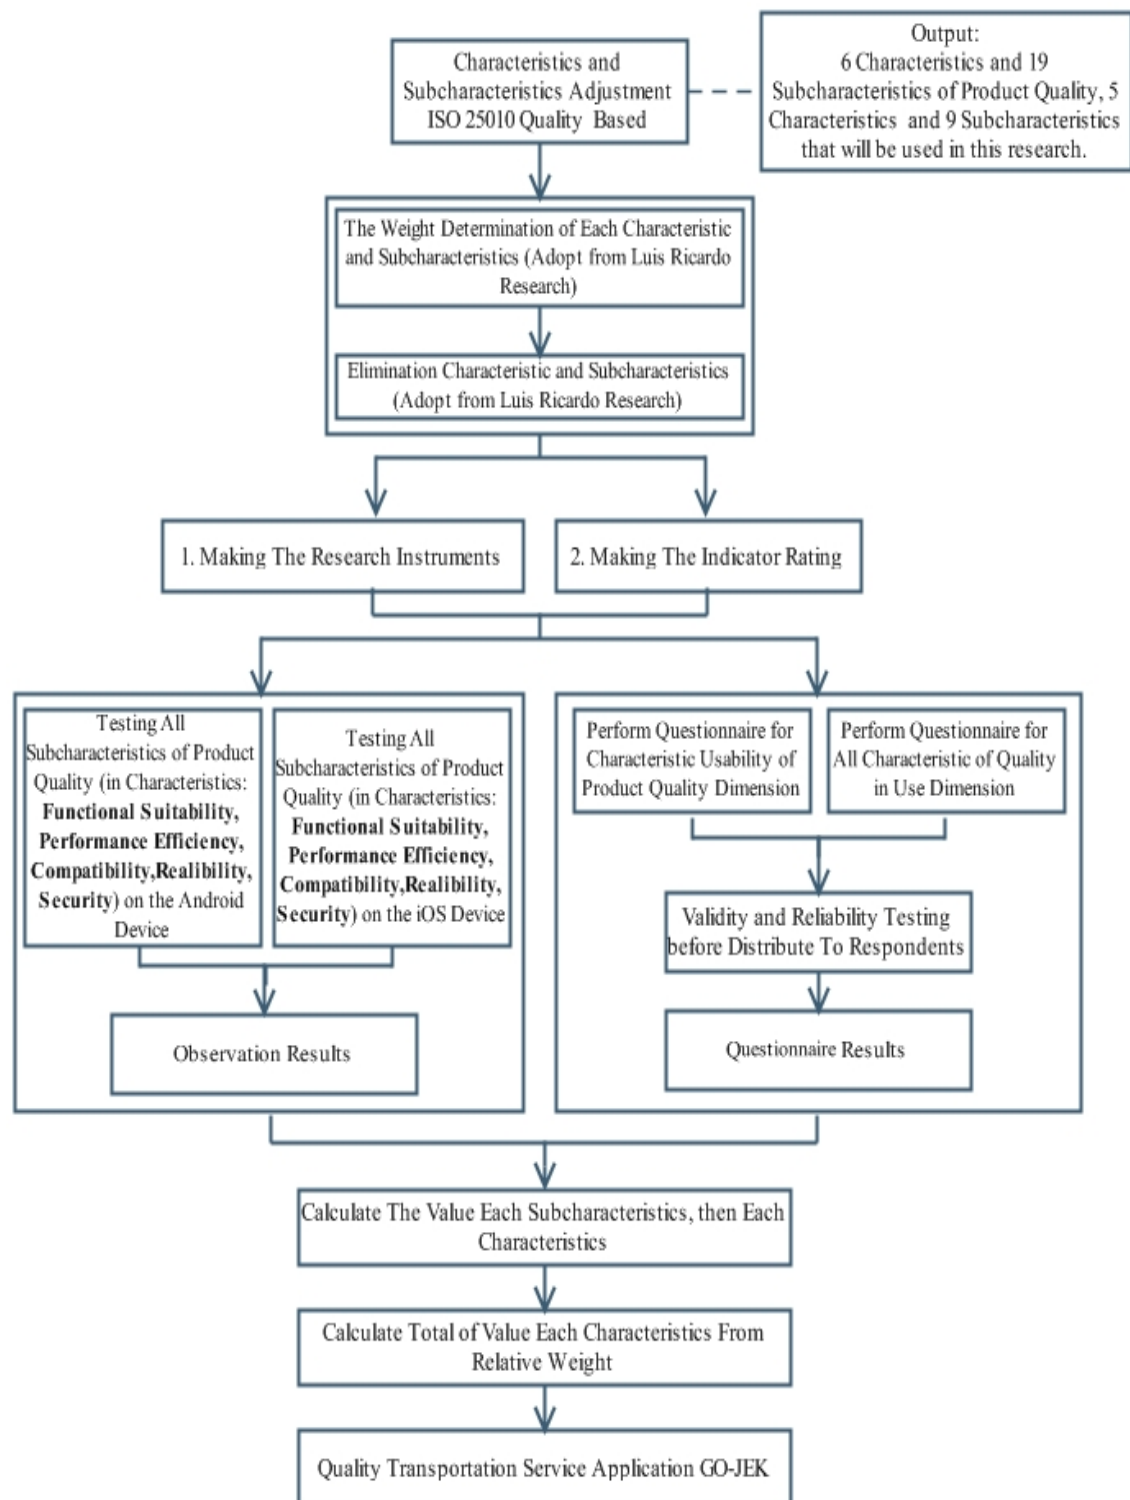 Characteristics and
Subcharacteristics Adjustment
ISO 25010 Quality Based
Output:
6 Characteristics and 19
Subcharacteristics of Product Quality, 5
Characteristics and 9 Subcharacteristics
that will be used in this research.
The Weight Determination of Each Characteristic
and Subcharacteristics (Adopt from Luis Ricardo
Research)
Elimination Characteristic and Subcharacteristics
(Adopt from Luis Ricardo Research)
1. Making The Research Instruments
2. Making The Indicator Rating
Testing All
Subcharacteristics of Product
Quality (in Characteristics:
Functional Suitability,
Performance Efficiency,
Compatibility,Realibility,
Security) on the Android
Device
Testing All
Subcharacteristics of Product
Quality (in Characteristics:
Functional Suitability,
Performance Efficiency,
Compatibility,Realibility,
Security) on the iOS Device
Observation Results
Perform Questionnaire for
Characteristic Usability of
Product Quality Dimension
Perform Questionnaire for
All Characteristic of Quality
in Use Dimension
Validity and Reliability Testing
before Distribute To Respondents
Questionnaire Results
Calculate The Value Each Subcharacteristics, then Each
Characteristics
Calculate Total of Value Each Characteristics From
Relative Weight
Quality Transportation Service Application GO-JEK